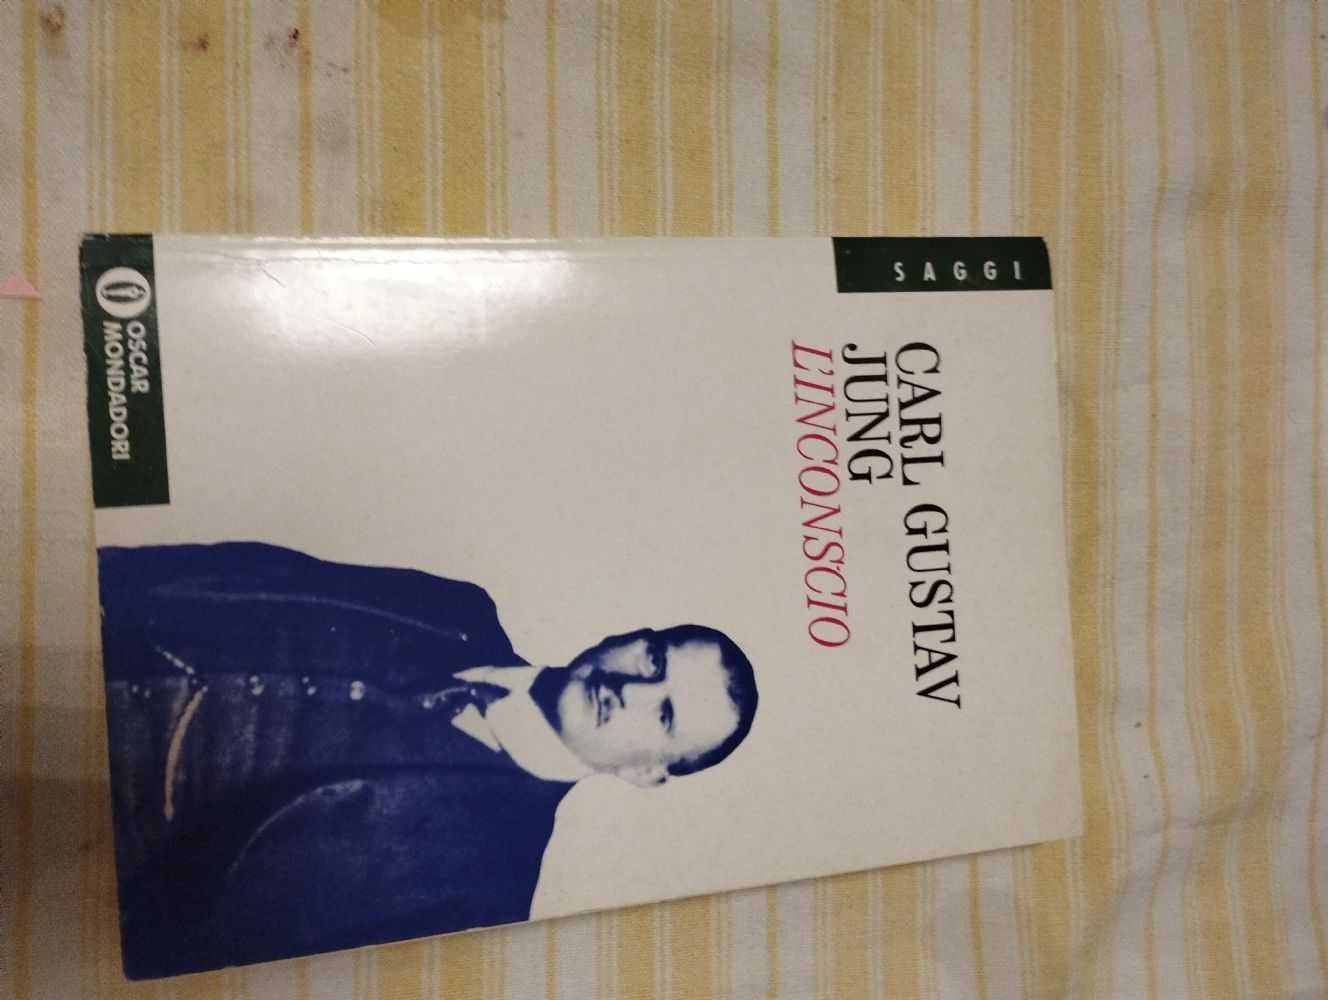 SAGGI
CARL GUSTAV
JUNG
L'INCONSCIO
OSCAR
MONDADORI